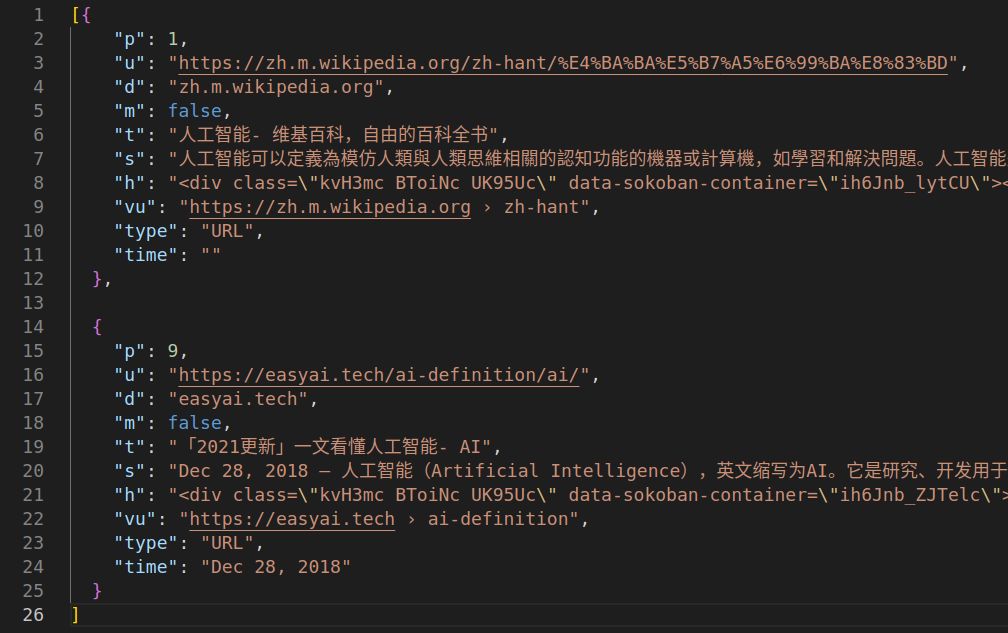 1 [{
2 "p": 1,
3 "u": "https://zh.m.wikipedia.org/zh-hant/%E4%BA%BA%E5%B7%A5%E6%99%BA%E8%83%BD",
4 "d": "zh.m.wikipedia.org",
5 "m": false,
6 "t": "人工智能- 维基百科，自由的百科全书",
7 "s": "人工智能可以定義為模仿人類與人類思維相關的認知功能的機器或計算機，如學習和解決問題。人工智能
8 "h": "<div class=\"kvH3mc BToiNc UK95Uc\" data-sokoban-container=\"ih6Jnb_lytCU\"><
9 "vu": "https://zh.m.wikipedia.org › zh-hant",
10 "type": "URL",
11 "time": ""
12 },
13
14 {
15 "p": 9,
16 "u": "https://easyai.tech/ai-definition/ai/",
17 "d": "easyai.tech",
18 "m": false,
19 "t": "「2021更新」一文看懂人工智能- AI",
20 "s": "Dec 28, 2018 — 人工智能（Artificial Intelligence），英文缩写为AI。它是研究、开发用于
21 "h": "<div class=\"kvH3mc BToiNc UK95Uc\" data-sokoban-container=\"ih6Jnb_ZJTelc\">
22 "vu": "https://easyai.tech › ai-definition",
23 "type": "URL",
24 "time": "Dec 28, 2018"
25 }
26 ]